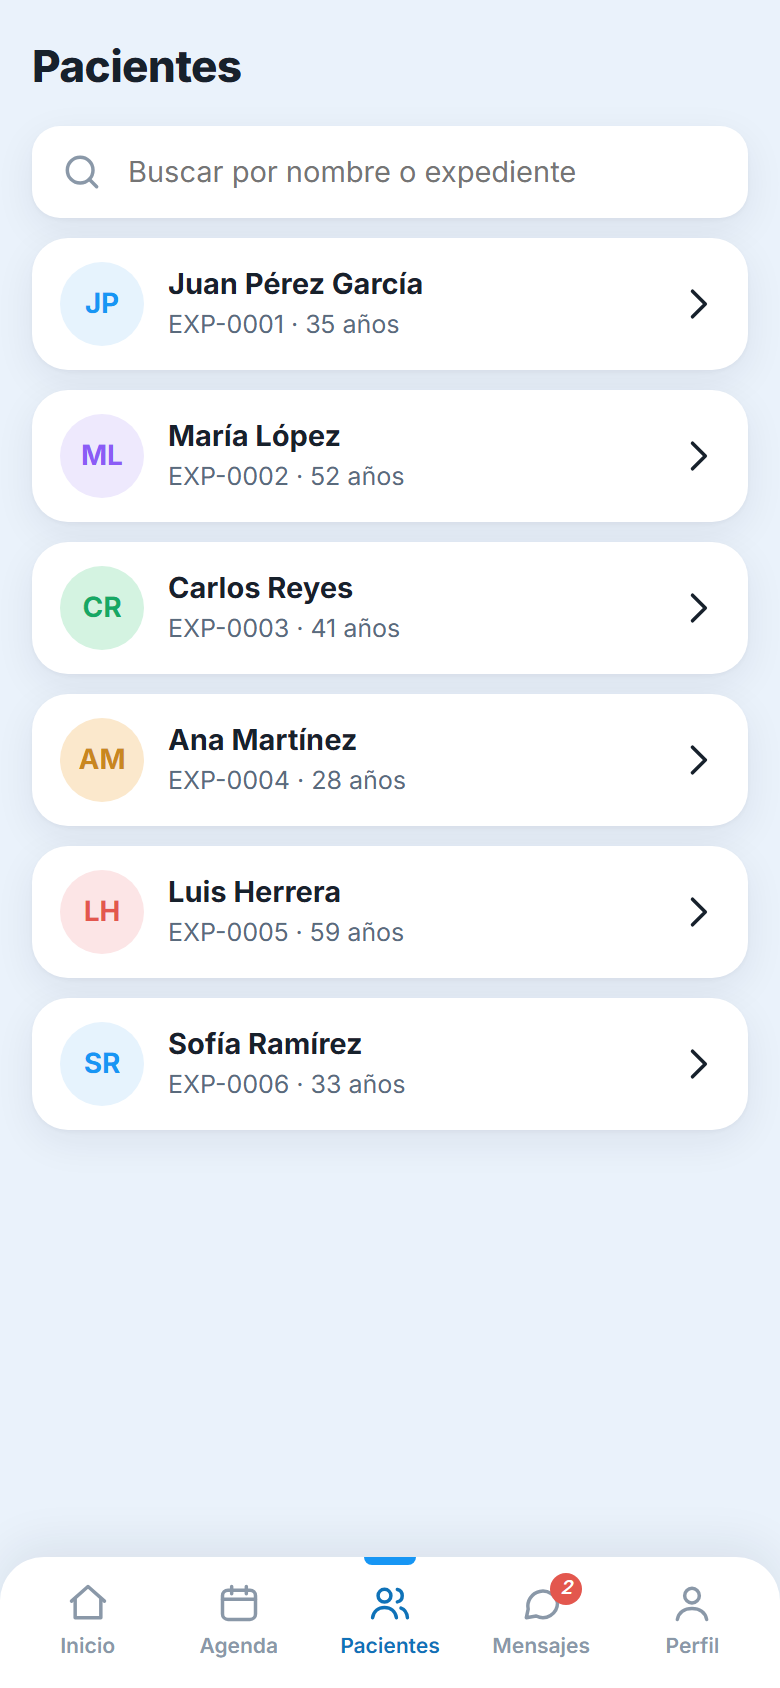 Pacientes
Buscar por nombre o expediente
JP
Juan Pérez García
EXP-0001 · 35 años
ML
María López
EXP-0002 · 52 años
CR
Carlos Reyes
EXP-0003 · 41 años
AM
Ana Martínez
EXP-0004 · 28 años
LH
Luis Herrera
EXP-0005 · 59 años
SR
Sofía Ramírez
EXP-0006 · 33 años
2
Inicio
Agenda
Pacientes
Mensajes
Perfil